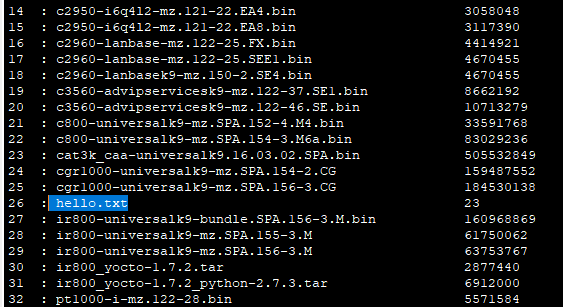 14 : c2950-i6q4l2-mz.121-22.EA4.bin 3058048
15 : c2950-i6q4l2-mz.121-22.EA8.bin 3117390
16 : c2960-lanbase-mz.122-25.FX.bin 4414921
17 : c2960-lanbase-mz.122-25.SEE1.bin 4670455
18 : c2960-lanbasek9-mz.150-2.SE4.bin 4670455
19 : c3560-advipservicesk9-mz.122-37.SE1.bin 8662192
20 : c3560-advipservicesk9-mz.122-46.SE.bin 10713279
21 : c800-universalk9-mz.SPA.152-4.M4.bin 33591768
22 : c800-universalk9-mz.SPA.154-3.M6a.bin 83029236
23 : cat3k_caa-universalk9.16.03.02.SPA.bin 505532849
24 : cgr1000-universalk9-mz.SPA.154-2.CG 159487552
25 : cgr1000-universalk9-mz.SPA.156-3.CG 184530138
26 : hello.txt 23
27 : ir800-universalk9-bundle.SPA.156-3.M.bin 160968869
28 : ir800-universalk9-mz.SPA.155-3.M 61750062
29 : ir800-universalk9-mz.SPA.156-3.M 63753767
30 : ir800_yocto-1.7.2.tar 2877440
31 : ir800_yocto-1.7.2_python-2.7.3.tar 6912000
32 : pt1000-i-mz.122-28.bin 5571584